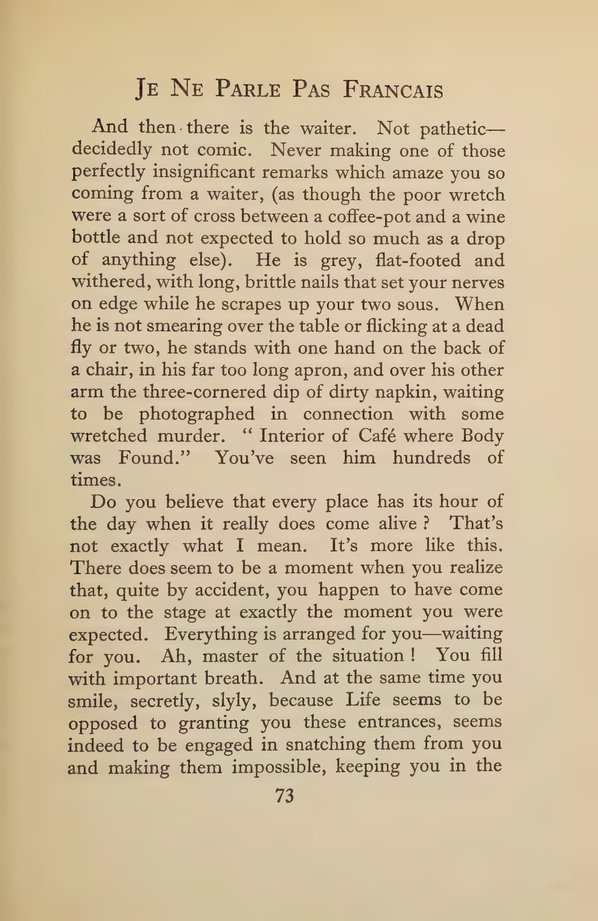 Je Ne Parle Pas Francais
And then there is the waiter. Not pathetic—
decidedly not comic. Never making one of those
perfectly insignificant remarks which amaze you so
coming from a waiter, (as though the poor wretch
were a sort of cross between a coffee-pot and a wine
bottle and not expected to hold so much as a drop
of anything else). He is grey, flat-footed and
withered, with long, brittle nails that set your nerves
on edge while he scrapes up your two sous. When
he is not smearing over the table or flicking at a dead
fly or two, he stands with one hand on the back of
a chair, in his far too long apron, and over his other
arm the three-cornered dip of dirty napkin, waiting
to be photographed in connection with some
wretched murder. “ Interior of Café where Body
was Found.” You've seen him hundreds of
times.
Do you believe that every place has its hour of
the day when it really does come alive ? That's
not exactly what I mean. It's more like this.
There does seem to be a moment when you realize
that, quite by accident, you happen to have come
on to the stage at exactly the moment you were
expected. Everything is arranged for you—waiting
for you. Ah, master of the situation ! You fill
with important breath. And at the same time you
smile, secretly, slyly, because Life seems to be
opposed to granting you these entrances, seems
indeed to be engaged in snatching them from you
and making them impossible, keeping you in the
73